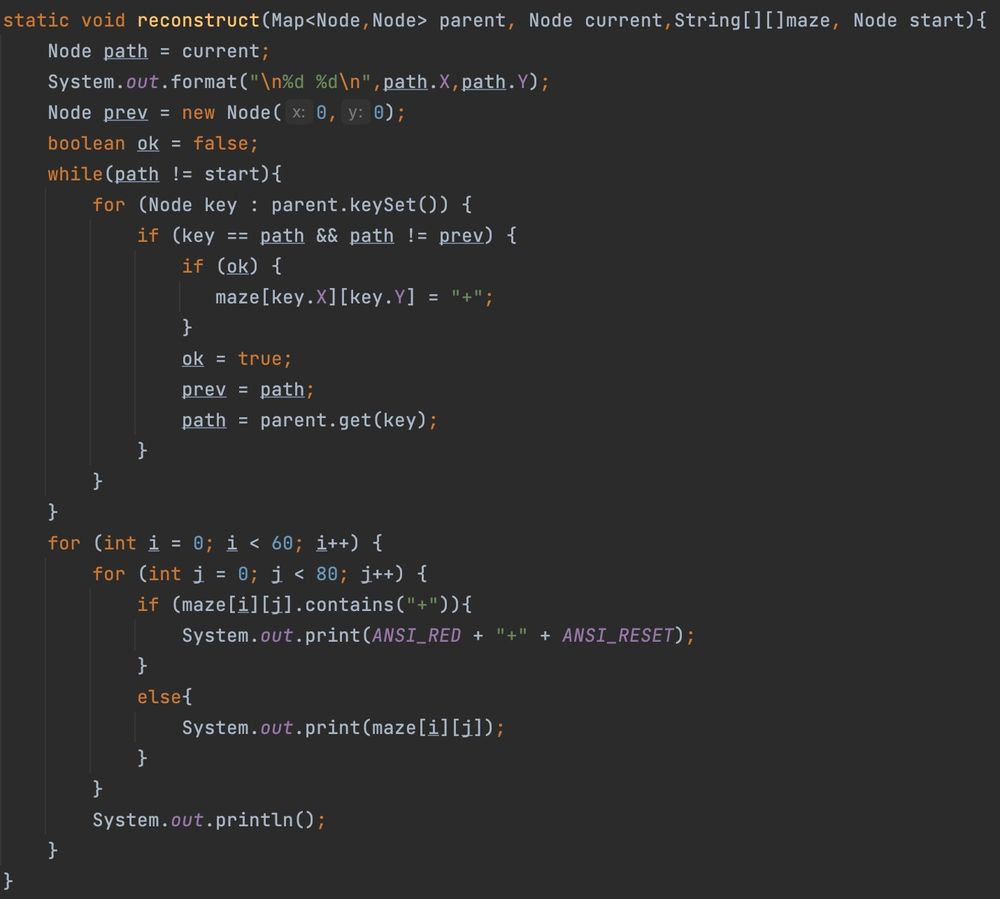 static void reconstruct(Map<Node,Node> parent, Node current,String[][]maze, Node start){
    Node path = current;
    System.out.format("\n%d %d\n",path.X,path.Y);
    Node prev = new Node( x: 0, y: 0);
    boolean ok = false;
    while(path != start){
        for (Node key : parent.keySet()) {
            if (key == path && path != prev) {
                if (ok) {
                   maze[key.X][key.Y] = "+";
                }
                ok = true;
                prev = path;
                path = parent.get(key);
            }
        }
    }
    for (int i = 0; i < 60; i++) {
        for (int j = 0; j < 80; j++) {
            if (maze[i][j].contains("+")){
                System.out.print(ANSI_RED + "+" + ANSI_RESET);
            }
            else{
                System.out.print(maze[i][j]);
            }
        }
        System.out.println();
    }
}